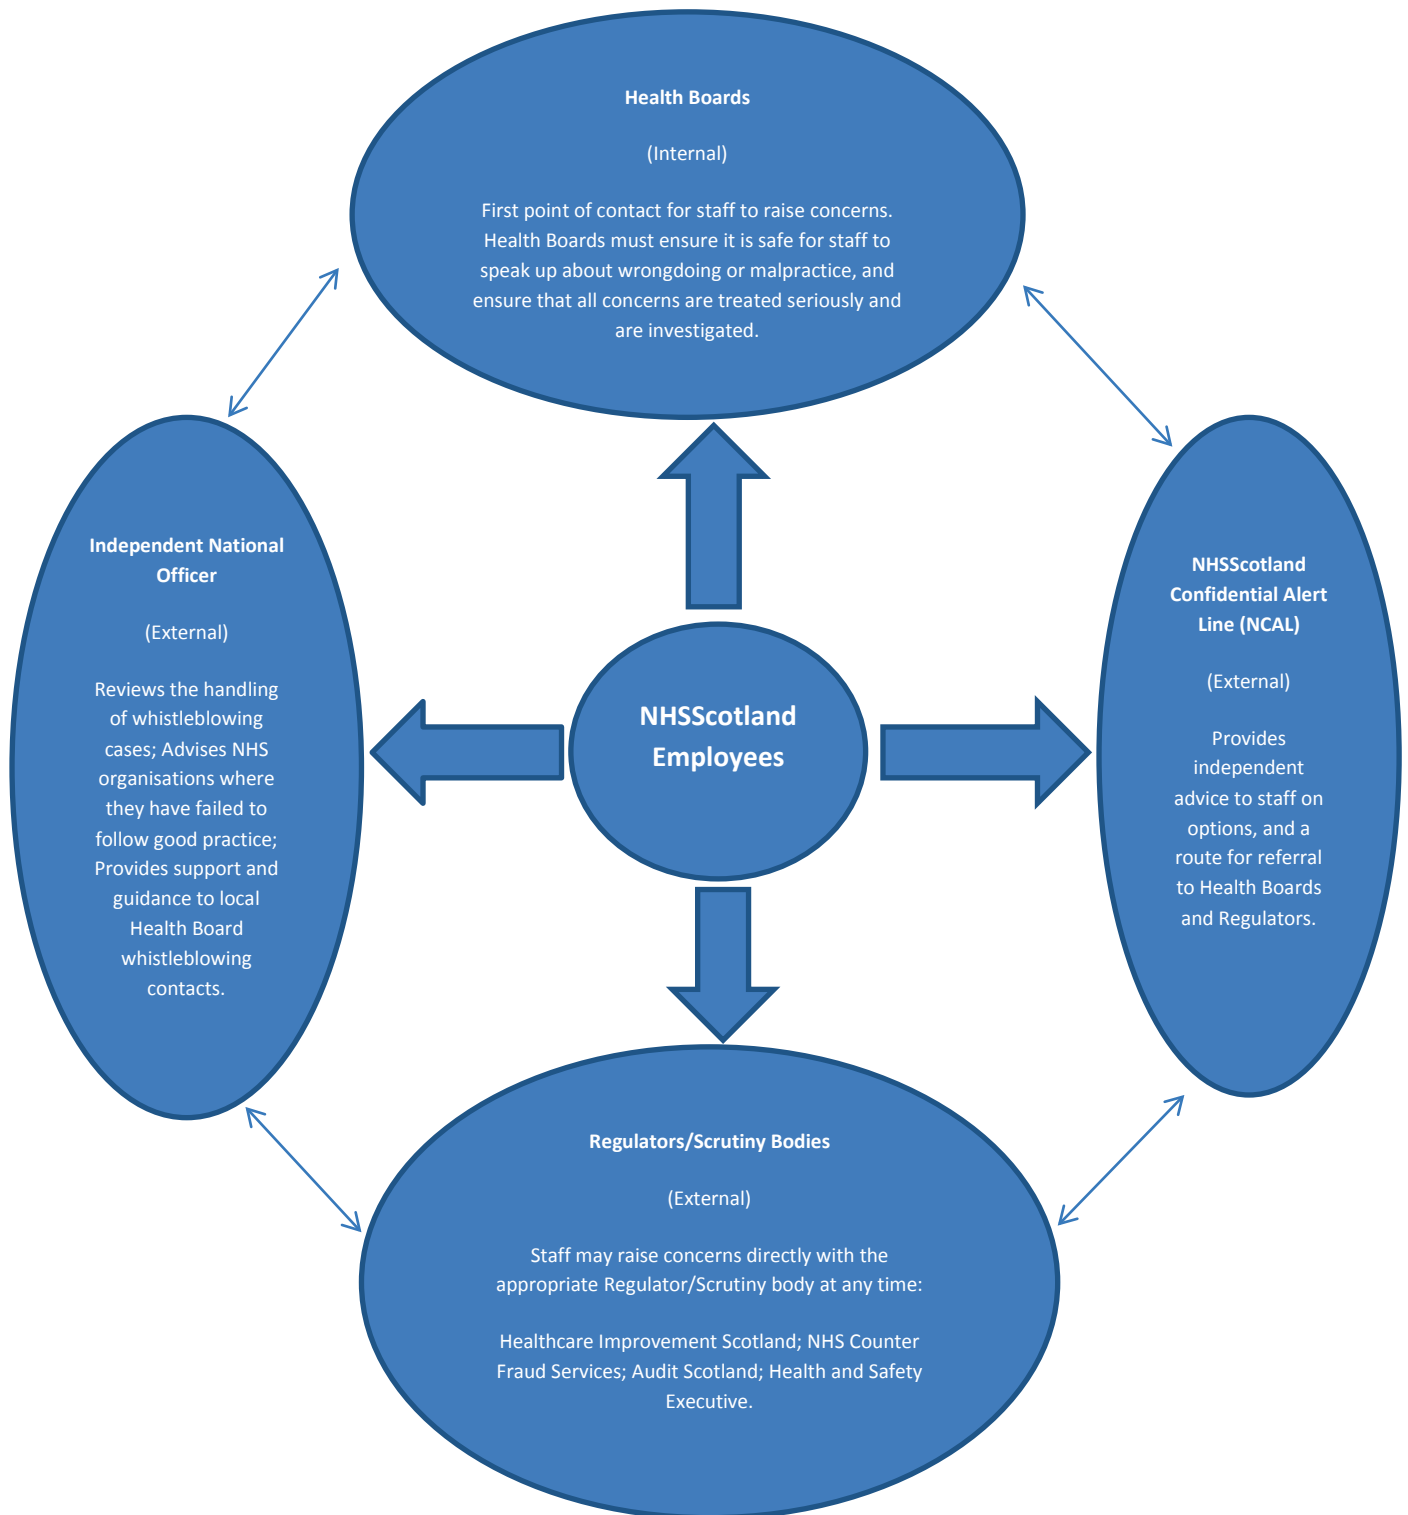 Health Boards
(Internal)
First point of contact for staff to raise concerns.
Health Boards must ensure it is safe for staff to
speak up about wrongdoing or malpractice, and
ensure that all concerns are treated seriously and
are investigated.
Independent National
Officer
(External)
Reviews the handling
of whistleblowing
cases; Advises NHS
organisations where
they have failed to
follow good practice;
Provides support and
guidance to local
Health Board
whistleblowing
contacts.
NHSScotland
Employees
NHSScotland
Confidential Alert
Line (NCAL)
(External)
Provides
independent
advice to staff on
options, and a
route for referral
to Health Boards
and Regulators.
Regulators/Scrutiny Bodies
(External)
Staff may raise concerns directly with the
appropriate Regulator/Scrutiny body at any time:
Healthcare Improvement Scotland; NHS Counter
Fraud Services; Audit Scotland; Health and Safety
Executive.